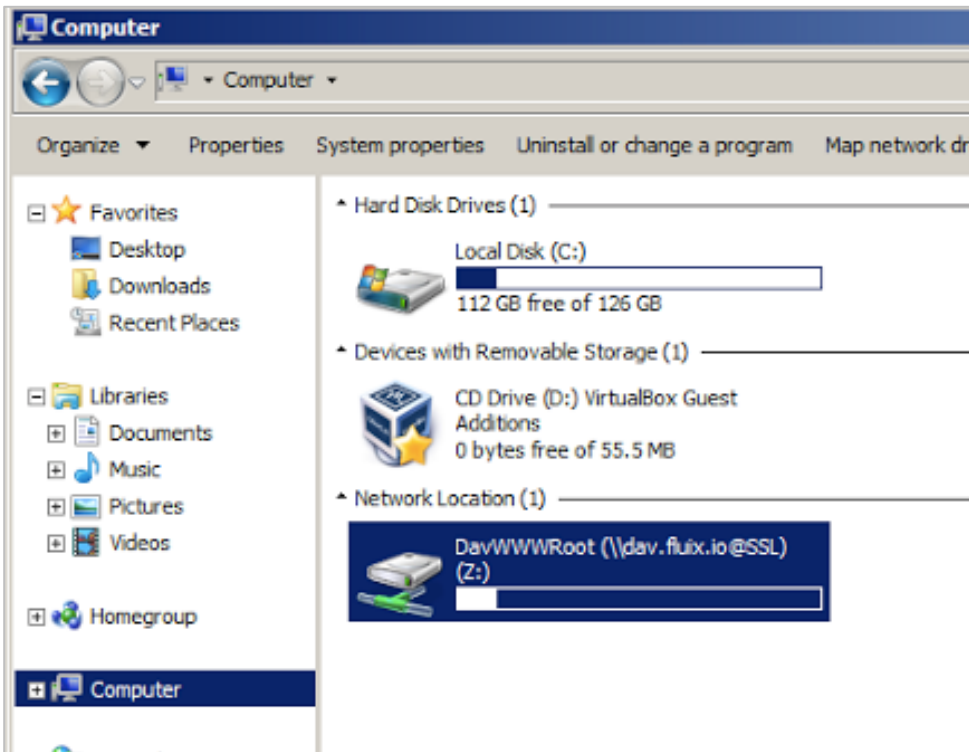 Computer
Computer
Organize Properties System properties Uninstall or change a program Map network dr
Favorites
Desktop
Downloads
Recent Places
Libraries
Documents
Music
Pictures
Videos
Homegroup
Computer
Hard Disk Drives (1)
Local Disk (C:)
112 GB free of 126 GB
Devices with Removable Storage (1)
CD Drive (D:) VirtualBox Guest
Additions
0 bytes free of 55.5 MB
Network Location (1)
DavWWWRoot (\\dav.fluix.io@SSL)
(Z:)